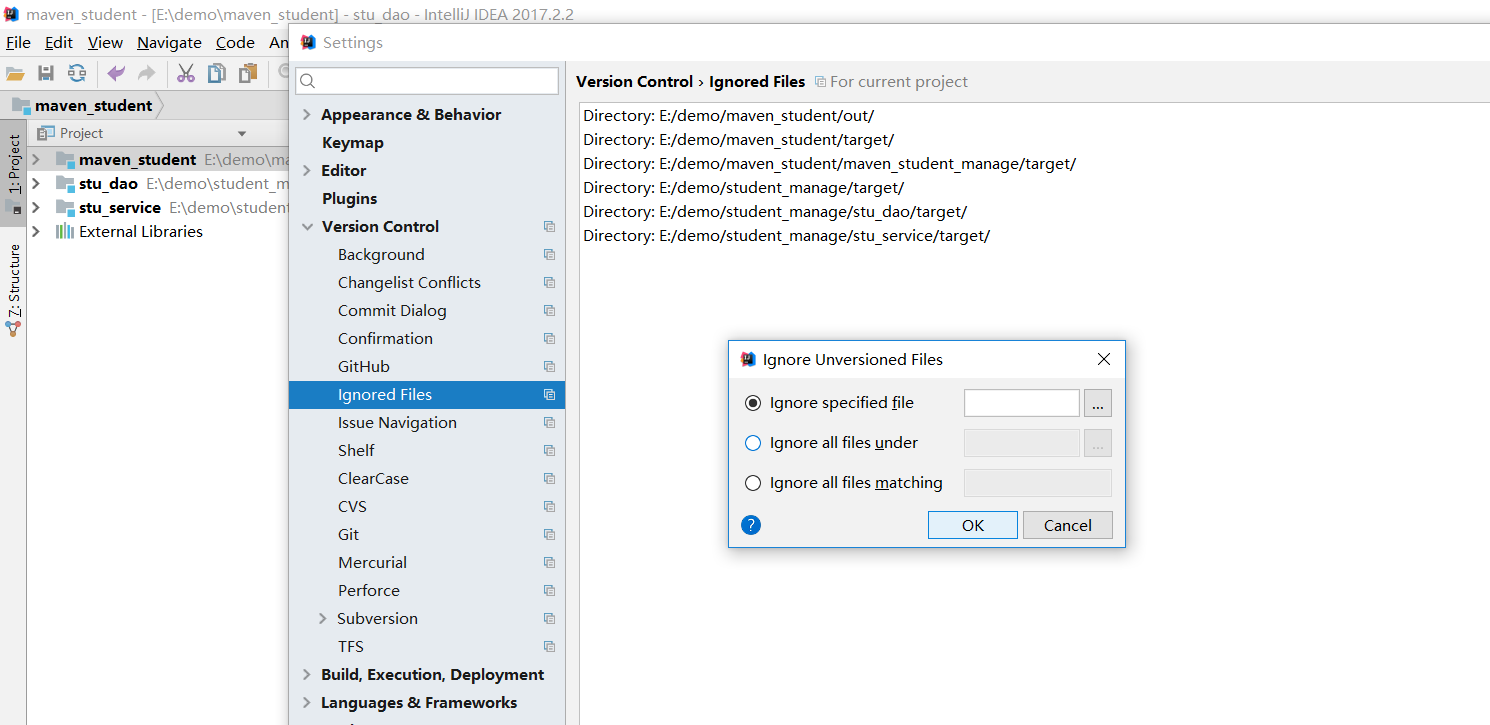 maven_student - [E:\demo\maven_student] - stu_dao - IntelliJ IDEA 2017.2.2
File Edit View Navigate Code An
maven_student
Project
1: Project
Z: Structure
maven_student E:\demo\ma
stu_dao E:\demo\student_m
stu_service E:\demo\student
External Libraries
Settings
Appearance & Behavior
Keymap
Editor
Plugins
Version Control
Background
Changelist Conflicts
Commit Dialog
Confirmation
GitHub
Ignored Files
Issue Navigation
Shelf
ClearCase
CVS
Git
Mercurial
Perforce
Subversion
TFS
Build, Execution, Deployment
Languages & Frameworks
Version Control › Ignored Files For current project
Directory: E:/demo/maven_student/out/
Directory: E:/demo/maven_student/target/
Directory: E:/demo/maven_student/maven_student_manage/target/
Directory: E:/demo/student_manage/target/
Directory: E:/demo/student_manage/stu_dao/target/
Directory: E:/demo/student_manage/stu_service/target/
Ignore Unversioned Files
Ignore specified file ...
Ignore all files under ...
Ignore all files matching
? OK Cancel